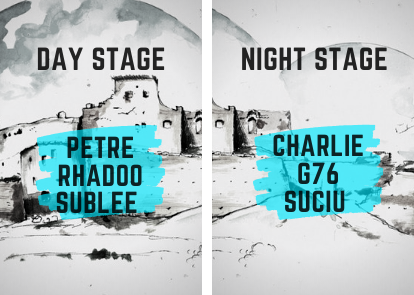 DAY STAGE
PETRE
RHADOO
SUBLEE
NIGHT STAGE
CHARLIE
G76
SUCIU